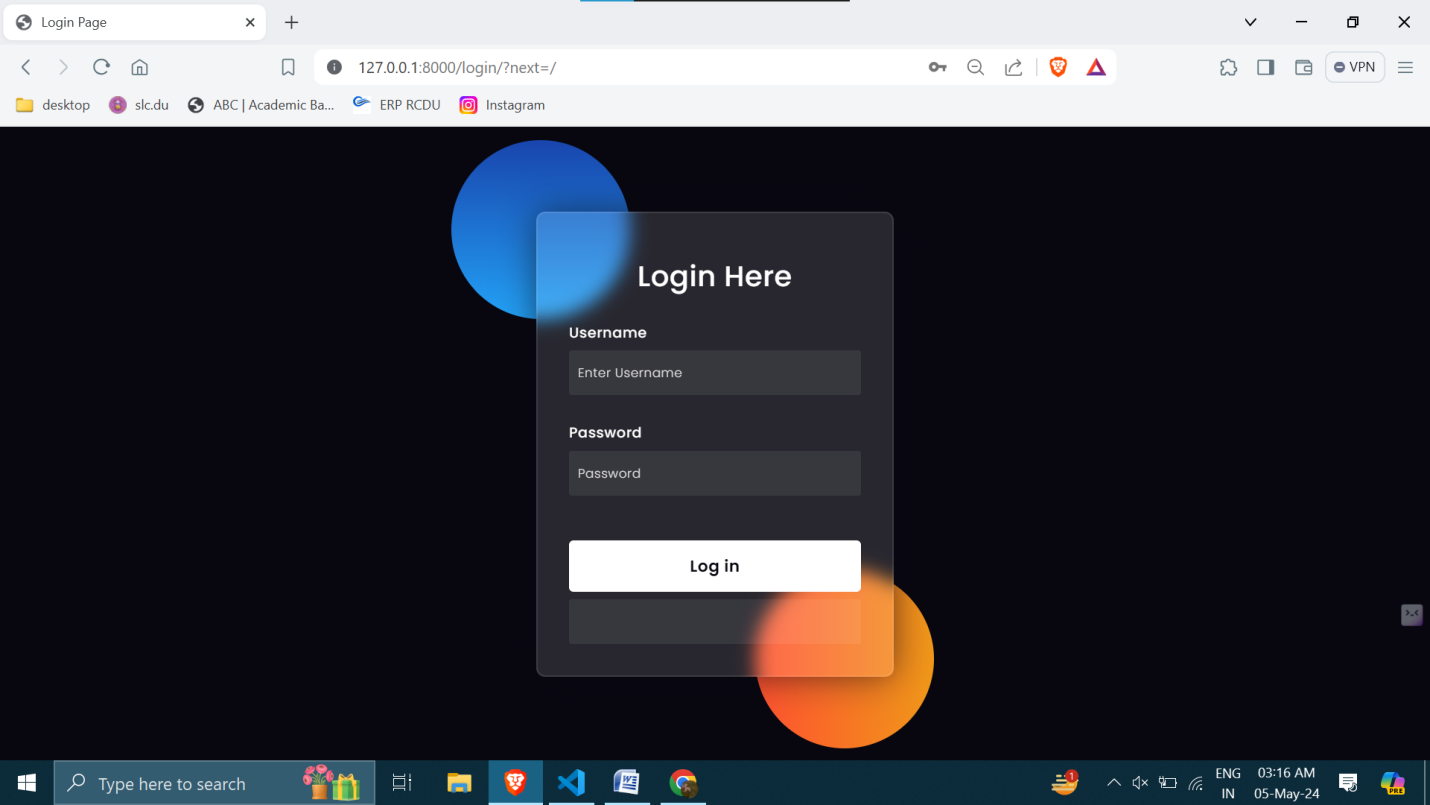 Login Page
127.0.0.1:8000/login/?next=/
VPN
desktop
slc.du
ABC | Academic Ba...
ERP RCDU
Instagram
Login Here
Username
Enter Username
Password
Password
Log in
Type here to search
1
ENG
IN
03:16 AM
05-May-24
PRE